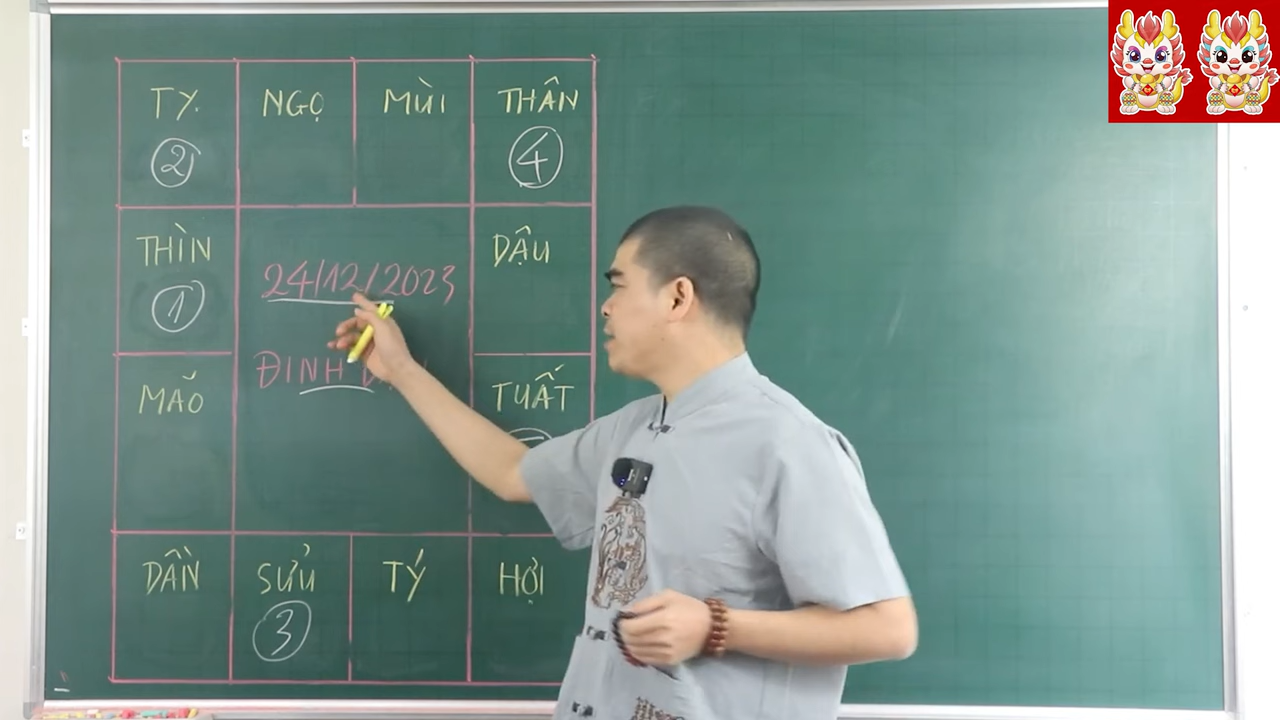 TỴ. NGỌ MÙI THÂN
2 4
THÌN DẬU
1
24/12/2023
ĐINH
MÃO TUẤT
DẦN SỬU TÝ HỢI
3